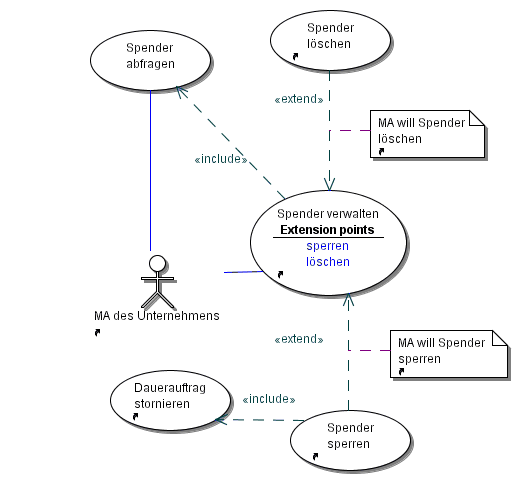 Spender
löschen
Spender
abfragen
«extend»
MA will Spender
löschen
«include»
Spender verwalten
Extension points
sperren
löschen
MA des Unternehmens
«extend»
MA will Spender
sperren
Dauerauftrag
stornieren
«include»
Spender
sperren